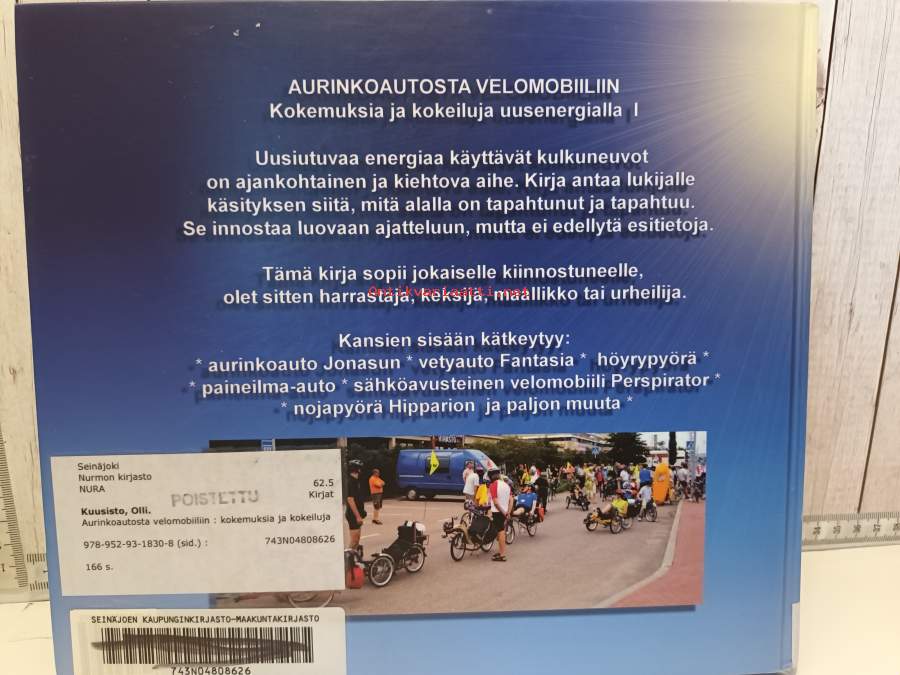 AURINKOAUTOSTA VELOMOBIILIIN
Kokemuksia ja kokeiluja uusenergialla I
Uusiutuvaa energiaa käyttävät kulkuneuvot
on ajankohtainen ja kiehtova aihe. Kirja antaa lukijalle
käsityksen siitä, mitä alalla on tapahtunut ja tapahtuu.
Se innostaa luovaan ajatteluun, mutta ei edellytä esitietoja.
Tämä kirja sopii jokaiselle kiinnostuneelle,
Antikvariaatti.net
olet sitten harrastaja, keksijä, maallikko tai urheilija.
Kansien sisään kätkeytyy:
* aurinkoauto Jonasun * vetyauto Fantasia * höyrypyörä *
* paineilma-auto * sähköavusteinen velomobiili Perspirator *
* nojapyörä Hipparion ja paljon muuta *
Seinäjoki
Nurmon kirjasto
NURA
62.5
Kirjat
POISTETTU
Kuusisto, Olli.
Aurinkoautosta velomobiiliin : kokemuksia ja kokeiluja
978-952-93-1830-8 (sid.) :
743N04808626
166 s.
SEINÄJOEN KAUPUNGINKIRJASTO-MAAKUNTAKIRJASTO
743N04808626